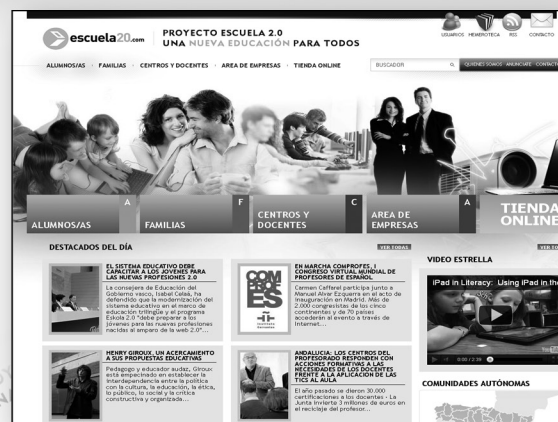 escuela20.com
PROYECTO ESCUELA 2.0
UNA NUEVA EDUCACIÓN PARA TODOS
USUARIOS HEMEROTECA RSS CONTACTO
ALUMNOS/AS · FAMILIAS · CENTROS Y DOCENTES · AREA DE EMPRESAS · TIENDA ONLINE
BUSCADOR
QUIENES SOMOS · ANUNCIATE · CONTACTO
A
F
C
A
ALUMNOS/AS
FAMILIAS
CENTROS Y
DOCENTES
AREA DE
EMPRESAS
TIENDA
ONLINE
DESTACADOS DEL DÍA
VER TODAS
EL SISTEMA EDUCATIVO DEBE
CAPACITAR A LOS JÓVENES PARA
LAS NUEVAS PROFESIONES 2.0
La consejera de Educación del
Gobierno vasco, Isabel Celaá, ha
defendido que la modernización del
sistema educativo en el marco de
educación trilingüe y el programa
Eskola 2.0 "debe preparar a los
jóvenes para las nuevas profesiones
nacidas al amparo de la web 2.0"...
COM
PROF
ES
EN MARCHA COMPROFES, I
CONGRESO VIRTUAL MUNDIAL DE
PROFESORES DE ESPAÑOL
Carmen Caffarel participa junto a
Manuel Alvar Ezquerra en el acto de
inauguración en Madrid. Más de
2.000 congresistas de los cinco
continentes y de 70 países
accederán al evento a través de
Internet...
HENRY GIROUX, UN ACERCAMIENTO
A SUS PROPUESTAS EDUCATIVAS
Pedagogo y educador audaz, Giroux
está empecinado en establecer la
interdependencia entre la política
con la cultura, la educación, la ética,
lo público, lo social y la crítica
constructiva y organizada...
ANDALUCIA: LOS CENTROS DEL
PROFESORADO RESPONDEN CON
ACCIONES FORMATIVAS A LAS
NECESIDADES DE LOS DOCENTES
FRENTE A LA APLICACIÓN DE LAS
TICS AL AULA
El año pasado se dieron 30.000
certificaciones a los docentes · La
Junta invierte 3 millones de euros en
el reciclaje del profesor...
VER TODAS
VIDEO ESTRELLA
iPad in Literacy: Using iPad in the
0:00 / 2:39
COMUNIDADES AUTÓNOMAS